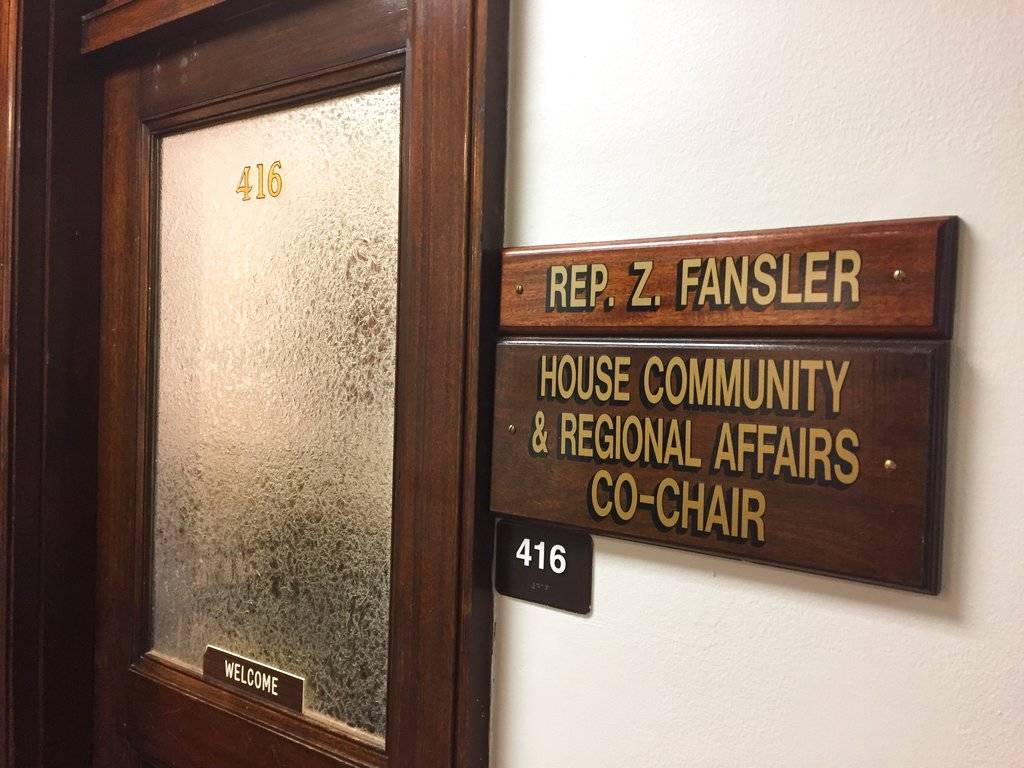 416
REP. Z. FANSLER
HOUSE COMMUNITY
& REGIONAL AFFAIRS
CO-CHAIR
416
WELCOME